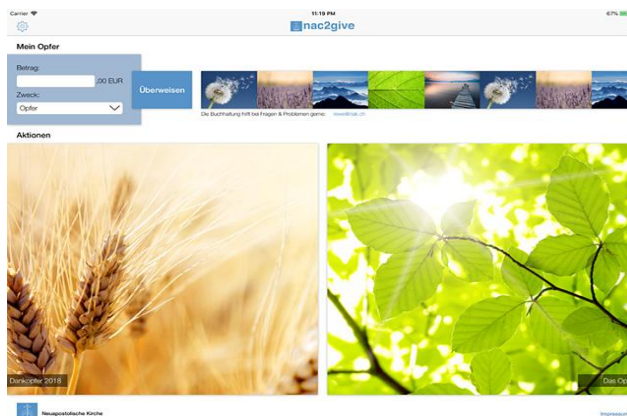 Carrier 11:19 PM 67%
nac2give
Mein Opfer
Betrag:
,00 EUR
Zweck:
Opfer
Überweisen
Die Buchhaltung hilft bei Fragen & Problemen gerne:
Aktionen
Dankopfer 2018
Das Op
Neuapostolische Kirche
Impressum